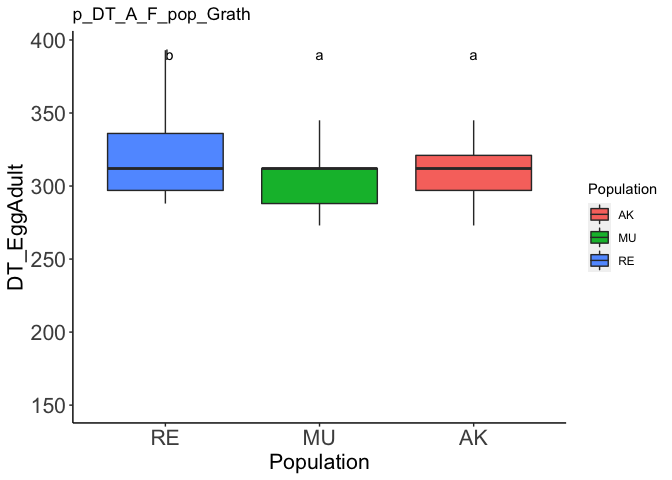 p_DT_A_F_pop_Grath
400
350
300
250
200
150
DT_EggAdult
b
a
a
RE
MU
AK
Population
Population
AK
MU
RE